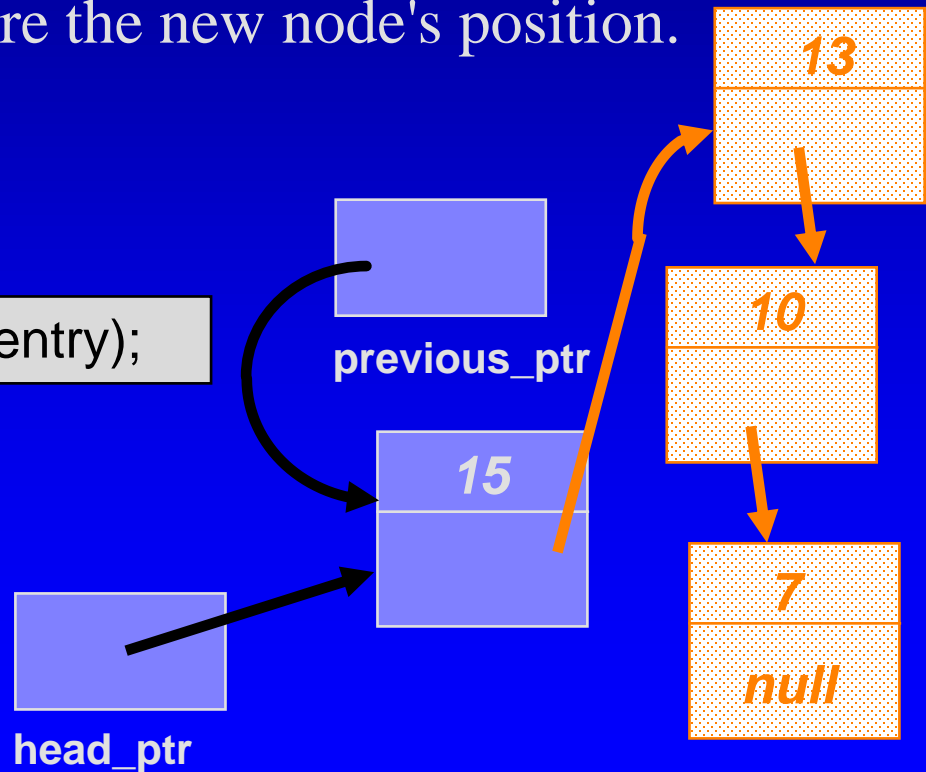 re the new node's position.
13
10
entry);
previous_ptr
15
7
null
head_ptr